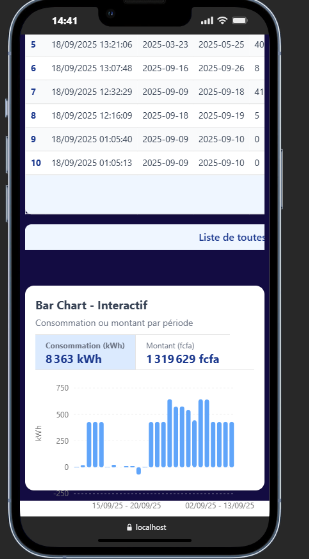 14:41
5 18/09/2025 13:21:06 2025-03-23 2025-05-25 40
6 18/09/2025 13:07:48 2025-09-16 2025-09-26 8
7 18/09/2025 12:32:29 2025-09-09 2025-09-18 41
8 18/09/2025 12:16:09 2025-09-18 2025-09-19 5
9 18/09/2025 01:05:40 2025-09-09 2025-09-10 0
10 18/09/2025 01:05:13 2025-09-09 2025-09-10 0
Liste de toutes
Bar Chart - Interactif
Consommation ou montant par période
Consommation (kWh) Montant (fcfa)
8 363 kWh 1 319 629 fcfa
750
500
250
0
-250
kWh
15/09/25 - 20/09/25 02/09/25 - 13/09/25
localhost